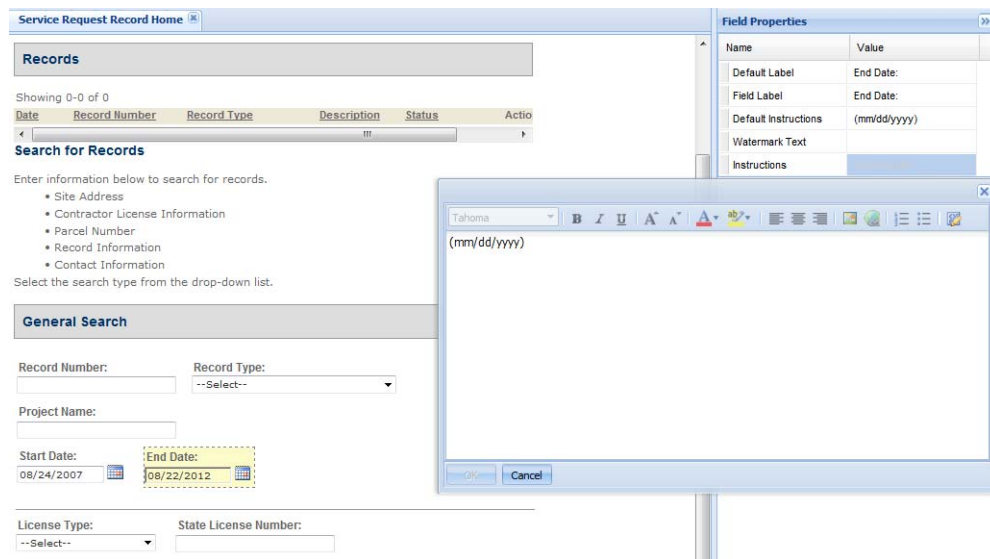 Service Request Record Home
Records
Showing 0-0 of 0
Date Record Number Record Type Description Status Actio
Search for Records
Enter information below to search for records.
• Site Address
• Contractor License Information
• Parcel Number
• Record Information
• Contact Information
Select the search type from the drop-down list.
General Search
Record Number: Record Type:
--Select--
Project Name:
Start Date: End Date:
08/24/2007 08/22/2012
License Type: State License Number:
--Select--
Field Properties
Name Value
Default Label End Date:
Field Label End Date:
Default Instructions (mm/dd/yyyy)
Watermark Text
Instructions
Tahoma B I U A A A ab
(mm/dd/yyyy)
OK Cancel